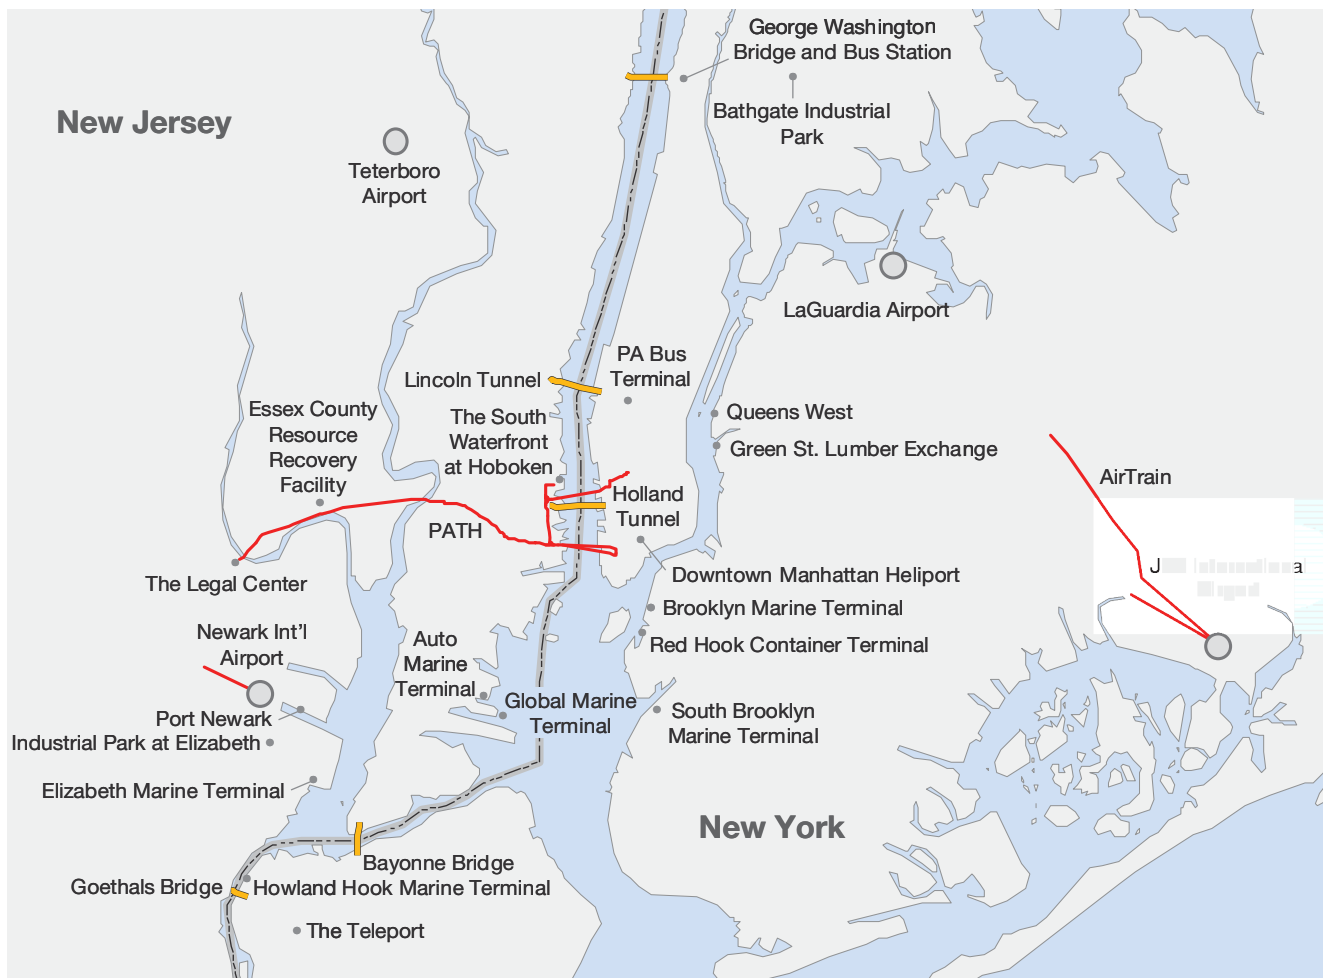 George Washington
Bridge and Bus Station
New Jersey
Bathgate Industrial
Park
Teterboro
Airport
LaGuardia Airport
PA Bus
Terminal
Lincoln Tunnel
Essex County
Resource
Recovery
Facility
The South
Waterfront
at Hoboken
Queens West
Green St. Lumber Exchange
AirTrain
Holland
Tunnel
PATH
The Legal Center
Downtown Manhattan Heliport
Brooklyn Marine Terminal
Newark Int'l
Airport
Auto
Marine
Terminal
Red Hook Container Terminal
Global Marine
Terminal
South Brooklyn
Marine Terminal
Port Newark
Industrial Park at Elizabeth
Elizabeth Marine Terminal
New York
Bayonne Bridge
Goethals Bridge
Howland Hook Marine Terminal
The Teleport